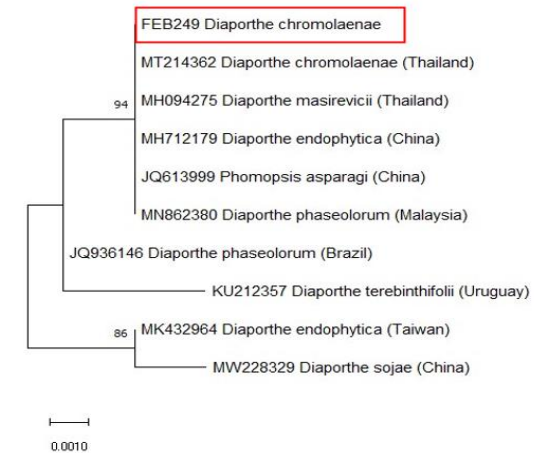 FEB249 Diaporthe chromolaenae
MT214362 Diaporthe chromolaenae (Thailand)
94
MH094275 Diaporthe masirevicii (Thailand)
MH712179 Diaporthe endophytica (China)
JQ613999 Phomopsis asparagi (China)
MN862380 Diaporthe phaseolorum (Malaysia)
JQ936146 Diaporthe phaseolorum (Brazil)
KU212357 Diaporthe terebinthifolii (Uruguay)
86
MK432964 Diaporthe endophytica (Taiwan)
MW228329 Diaporthe sojae (China)
0.0010